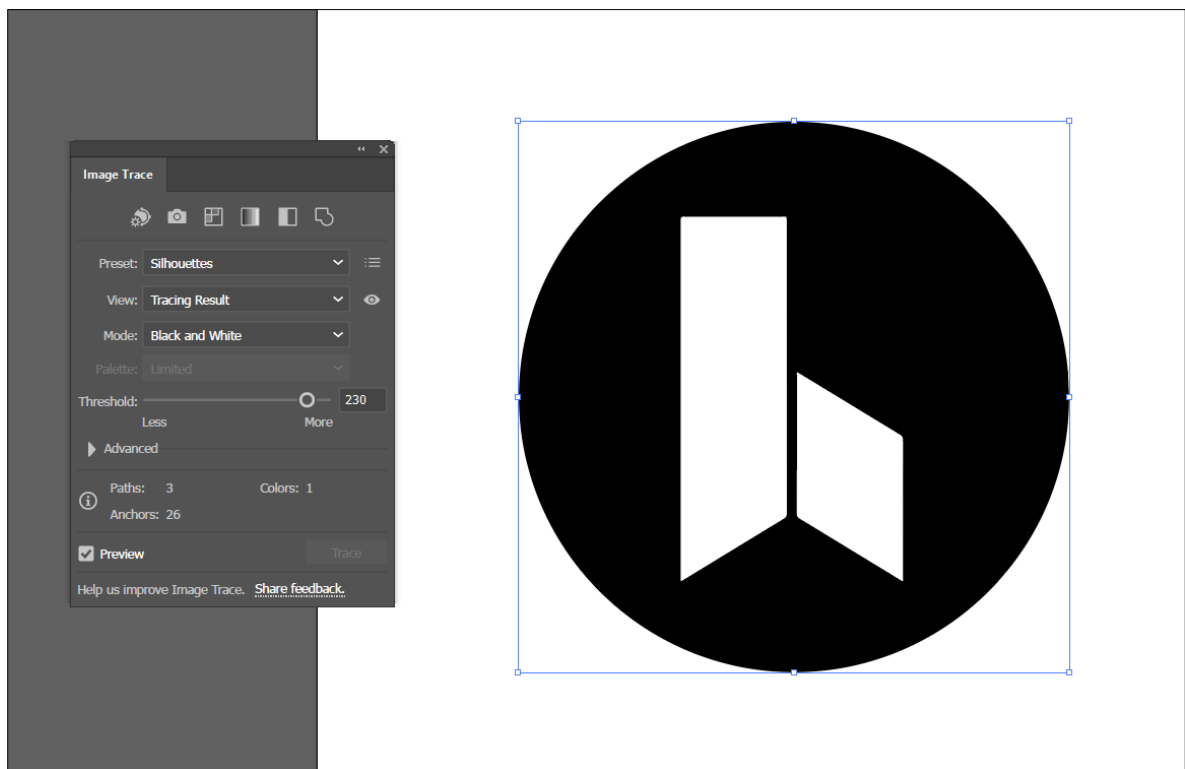 Image Trace
Preset: Silhouettes
View: Tracing Result
Mode: Black and White
Palette: Limited
Threshold: 230
Less More
Advanced
Paths: 3 Colors: 1
Anchors: 26
Preview Trace
Help us improve Image Trace. Share feedback.